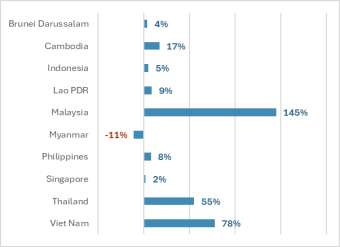 Brunei Darussalam 4%
Cambodia 17%
Indonesia 5%
Lao PDR 9%
Malaysia 145%
Myanmar -11%
Philippines 8%
Singapore 2%
Thailand 55%
Viet Nam 78%